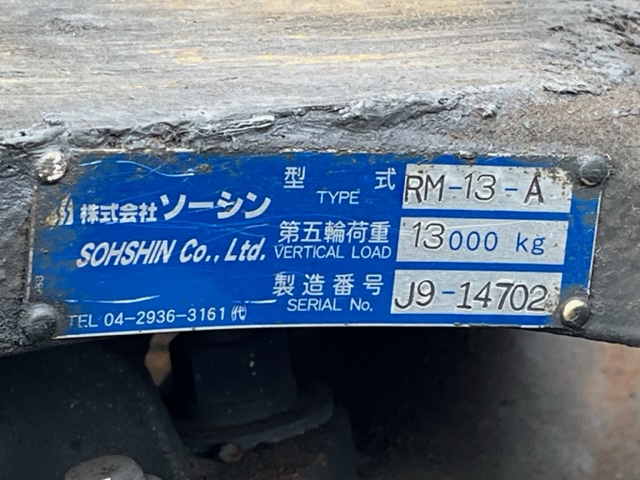 型式 RM-13-A
TYPE
株式会社ソーシン
第五輪荷重 13000 kg
SOHSHIN Co., Ltd. VERTICAL LOAD
製造番号 J9-14702
SERIAL No.
TEL 04-2936-3161 (代)